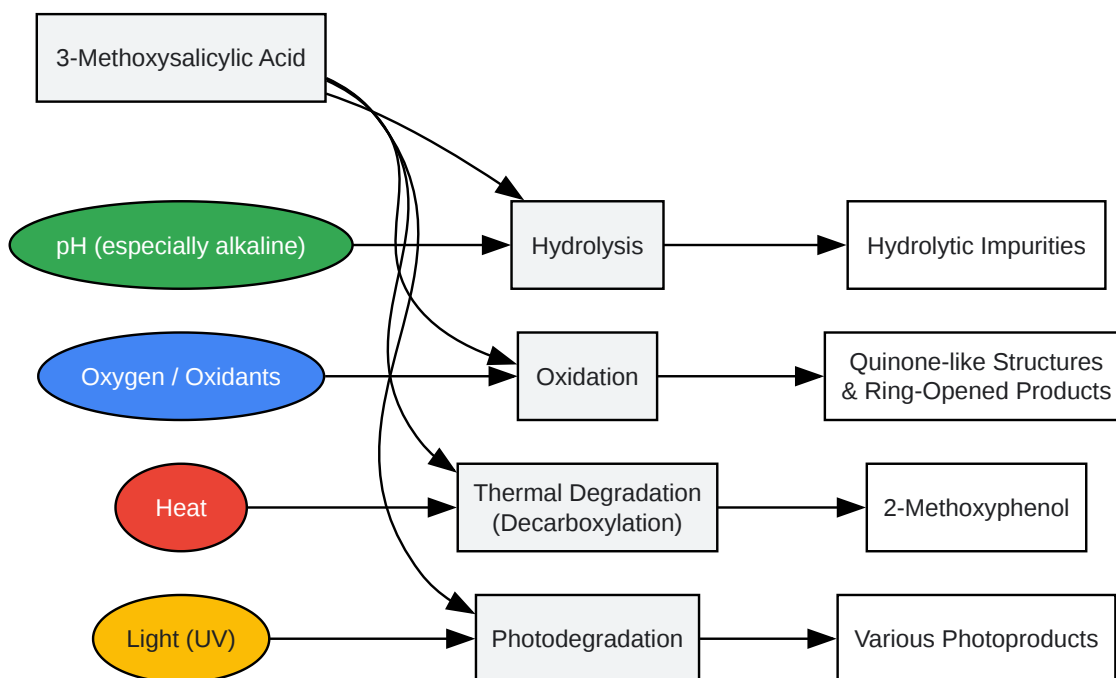 3-Methoxysalicylic Acid
pH (especially alkaline)
Hydrolysis
Hydrolytic Impurities
Oxygen / Oxidants
Oxidation
Quinone-like Structures
& Ring-Opened Products
Heat
Thermal Degradation
(Decarboxylation)
2-Methoxyphenol
Light (UV)
Photodegradation
Various Photoproducts